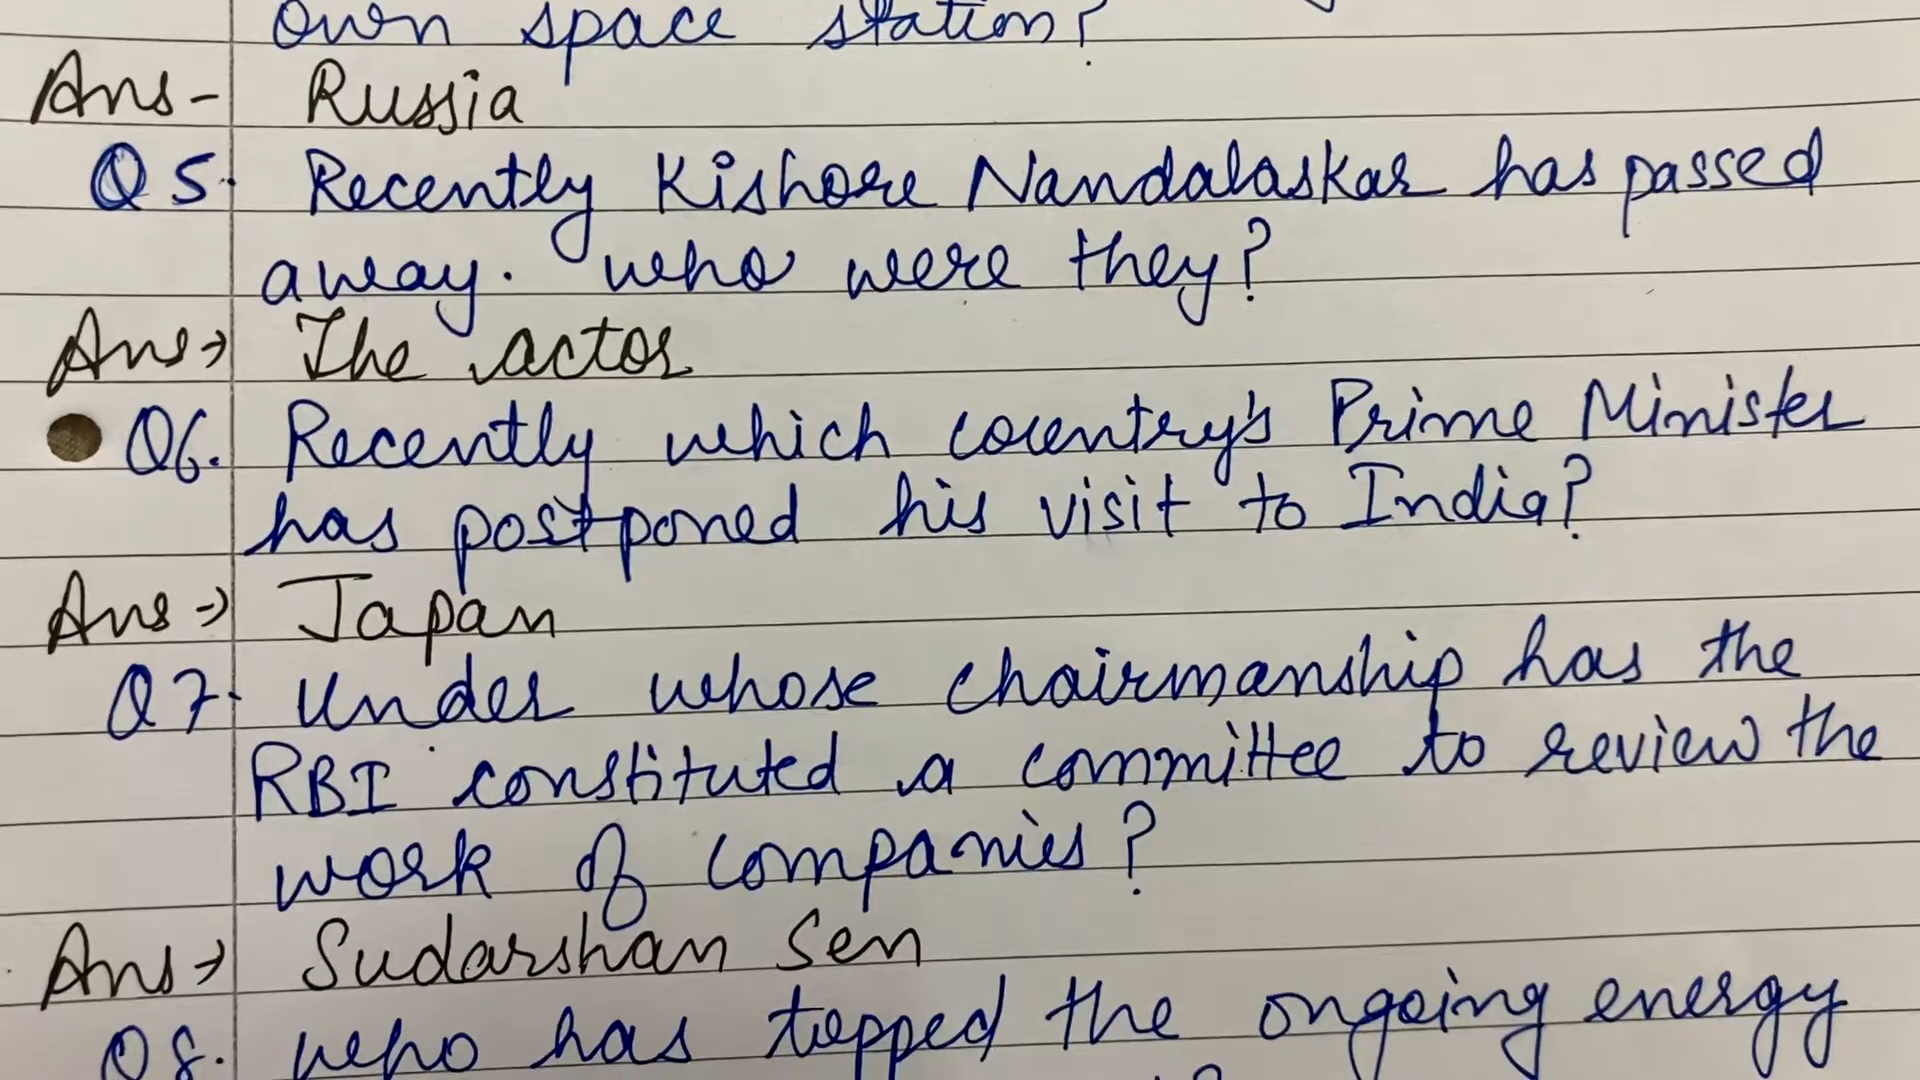 own space station?
Ans- Russia
Q5. Recently Kishore Nandalaskar has passed
away. who were they?
Ans→ The actor
Q6. Recently which country's Prime Minister
has postponed his visit to India?
Ans→ Japan
Q7. Under whose chairmanship has the
RBI constituted a committee to review the
work of companies?
Ans→ Sudarshan Sen
Q8. who has topped the ongoing energy